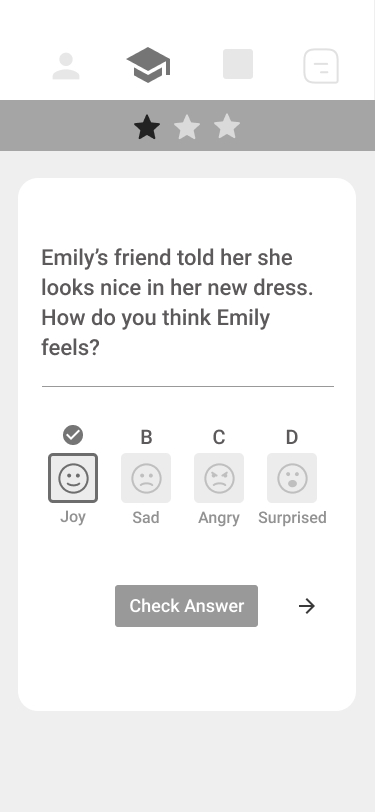 Emily’s friend told her she
looks nice in her new dress.
How do you think Emily
feels?
B C D
Joy Sad Angry Surprised
Check Answer